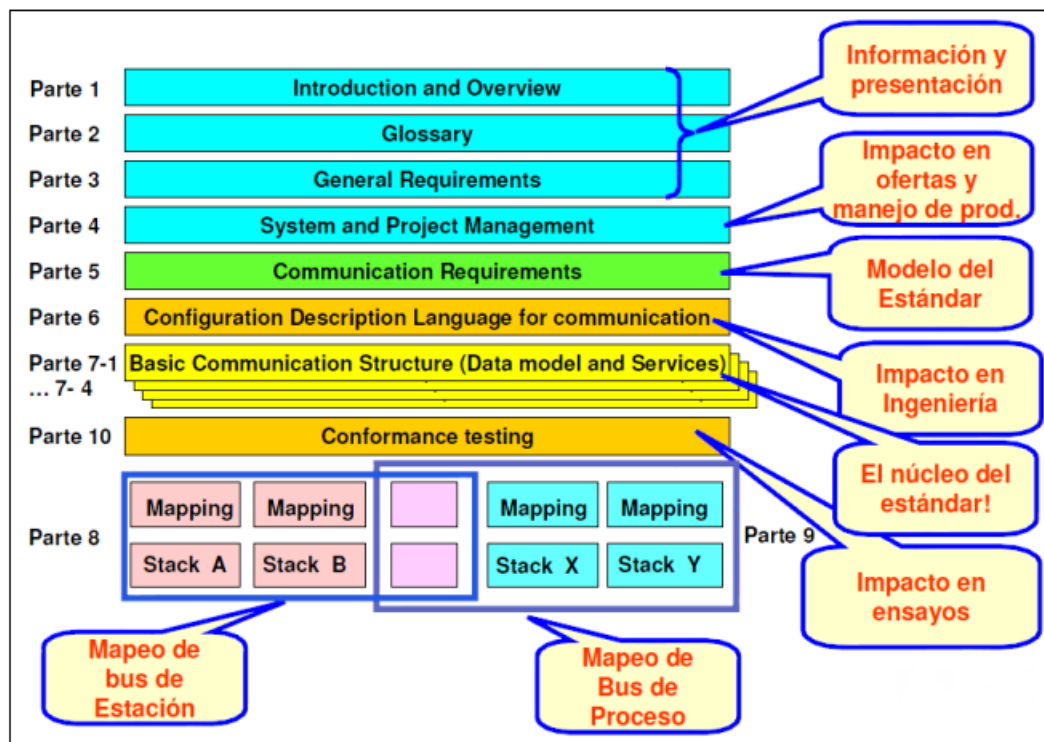 Parte 1
Introduction and Overview
Información y
presentación
Parte 2
Glossary
Parte 3
General Requirements
Impacto en
ofertas y
manejo de prod.
Parte 4
System and Project Management
Parte 5
Communication Requirements
Modelo del
Estándar
Parte 6
Configuration Description Language for communication
Parte 7-1
... 7- 4
Basic Communication Structure (Data model and Services)
Impacto en
Ingeniería
Parte 10
Conformance testing
El núcleo del
estándar!
Parte 8
Mapping
Mapping
Mapping
Mapping
Parte 9
Stack A
Stack B
Stack X
Stack Y
Impacto en
ensayos
Mapeo de
bus de
Estación
Mapeo de
Bus de
Proceso